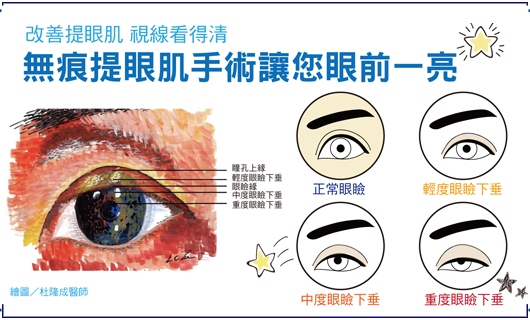 改善提眼肌 視線看得清
無痕提眼肌手術讓您眼前一亮
瞳孔上緣
輕度眼瞼下垂
眼瞼緣
中度眼瞼下垂
重度眼瞼下垂
正常眼瞼
輕度眼瞼下垂
中度眼瞼下垂
重度眼瞼下垂
繪圖／杜隆成醫師